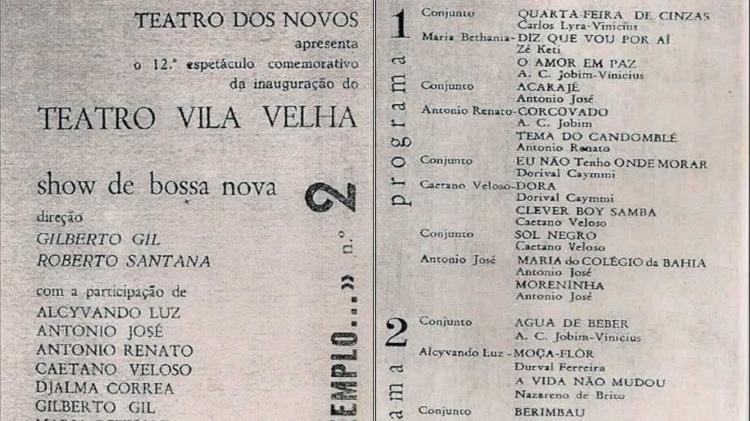 TEATRO DOS NOVOS
apresenta
o 12.º espetáculo comemorativo
da inauguração do
TEATRO VILA VELHA
show de bossa nova
direção
GILBERTO GIL
ROBERTO SANTANA
com a participação de
ALCYVANDO LUZ
ANTONIO JOSÉ
ANTONIO RENATO
CAETANO VELOSO
DJALMA CORREA
GILBERTO GIL
EMPLO...» n.º 2
programa 1
Conjunto QUARTA-FEIRA DE CINZAS
Carlos Lyra-Vinicius
Maria Bethania- DIZ QUE VOU POR AÍ
Zé Keti
O AMOR EM PAZ
A. C. Jobim-Vinicius
Conjunto ACARAJÉ
Antonio José
Antonio Renato- CORCOVADO
A. C. Jobim
TEMA DO CANDOMBLÉ
Antonio Renato
Conjunto EU NÃO Tenho ONDE MORAR
Dorival Caymmi
Caetano Veloso- DORA
Dorival Caymmi
CLEVER BOY SAMBA
Caetano Veloso
Conjunto SOL NEGRO
Caetano Veloso
Antonio José MARIA do COLÉGIO da BAHIA
Antonio José
MORENINHA
Antonio José
ama 2
Conjunto AGUA DE BEBER
A. C. Jobim-Vinicius
Alcyvando Luz - MOÇA-FLÔR
Durval Ferreira
A VIDA NÃO MUDOU
Nazareno de Brito
Conjunto BERIMBAU